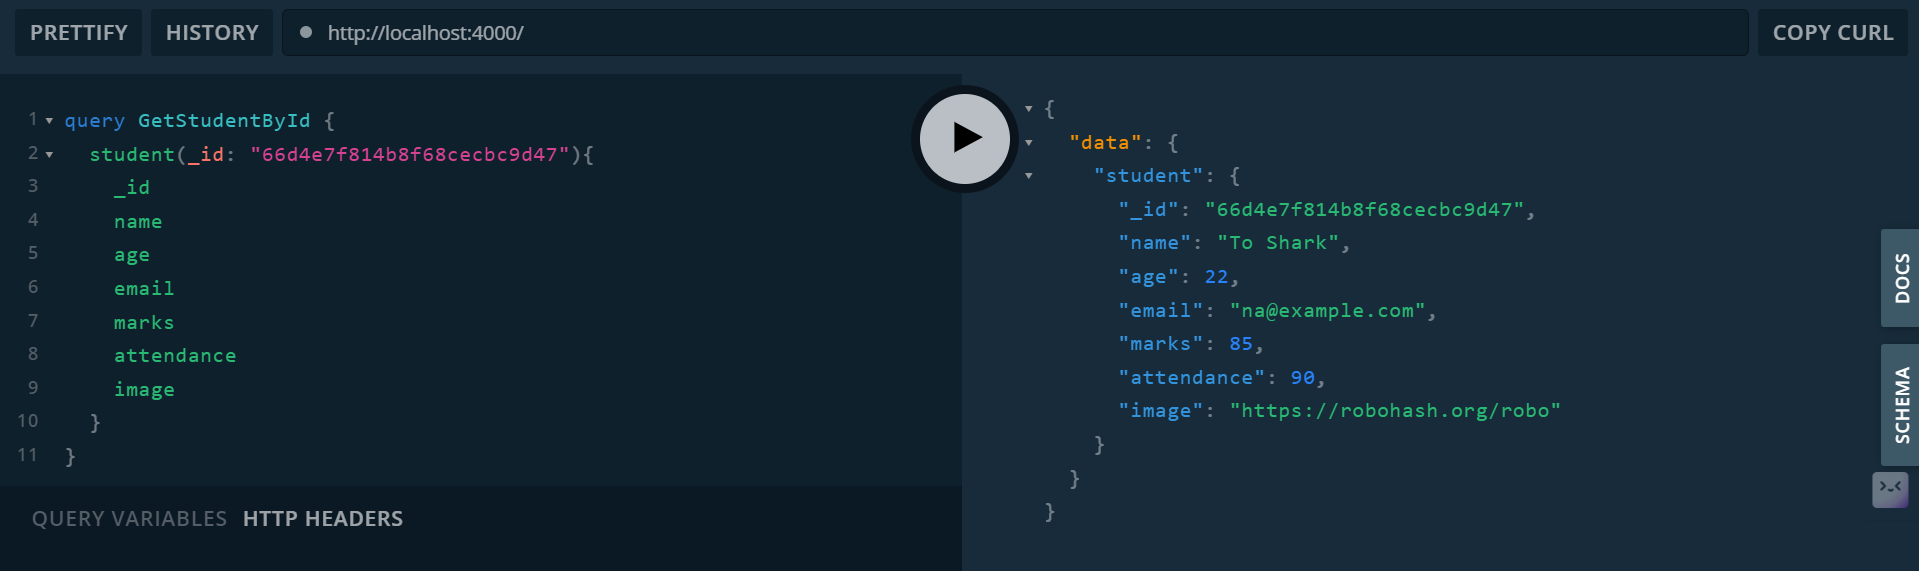 PRETTIFY HISTORY http://localhost:4000/ COPY CURL
1 query GetStudentById {
2 student(_id: "66d4e7f814b8f68cecbc9d47"){
3 _id
4 name
5 age
6 email
7 marks
8 attendance
9 image
10 }
11 }
QUERY VARIABLES HTTP HEADERS
{
"data": {
"student": {
"_id": "66d4e7f814b8f68cecbc9d47",
"name": "To Shark",
"age": 22,
"email": "na@example.com",
"marks": 85,
"attendance": 90,
"image": "https://robohash.org/robo"
}
}
}
DOCS
SCHEMA